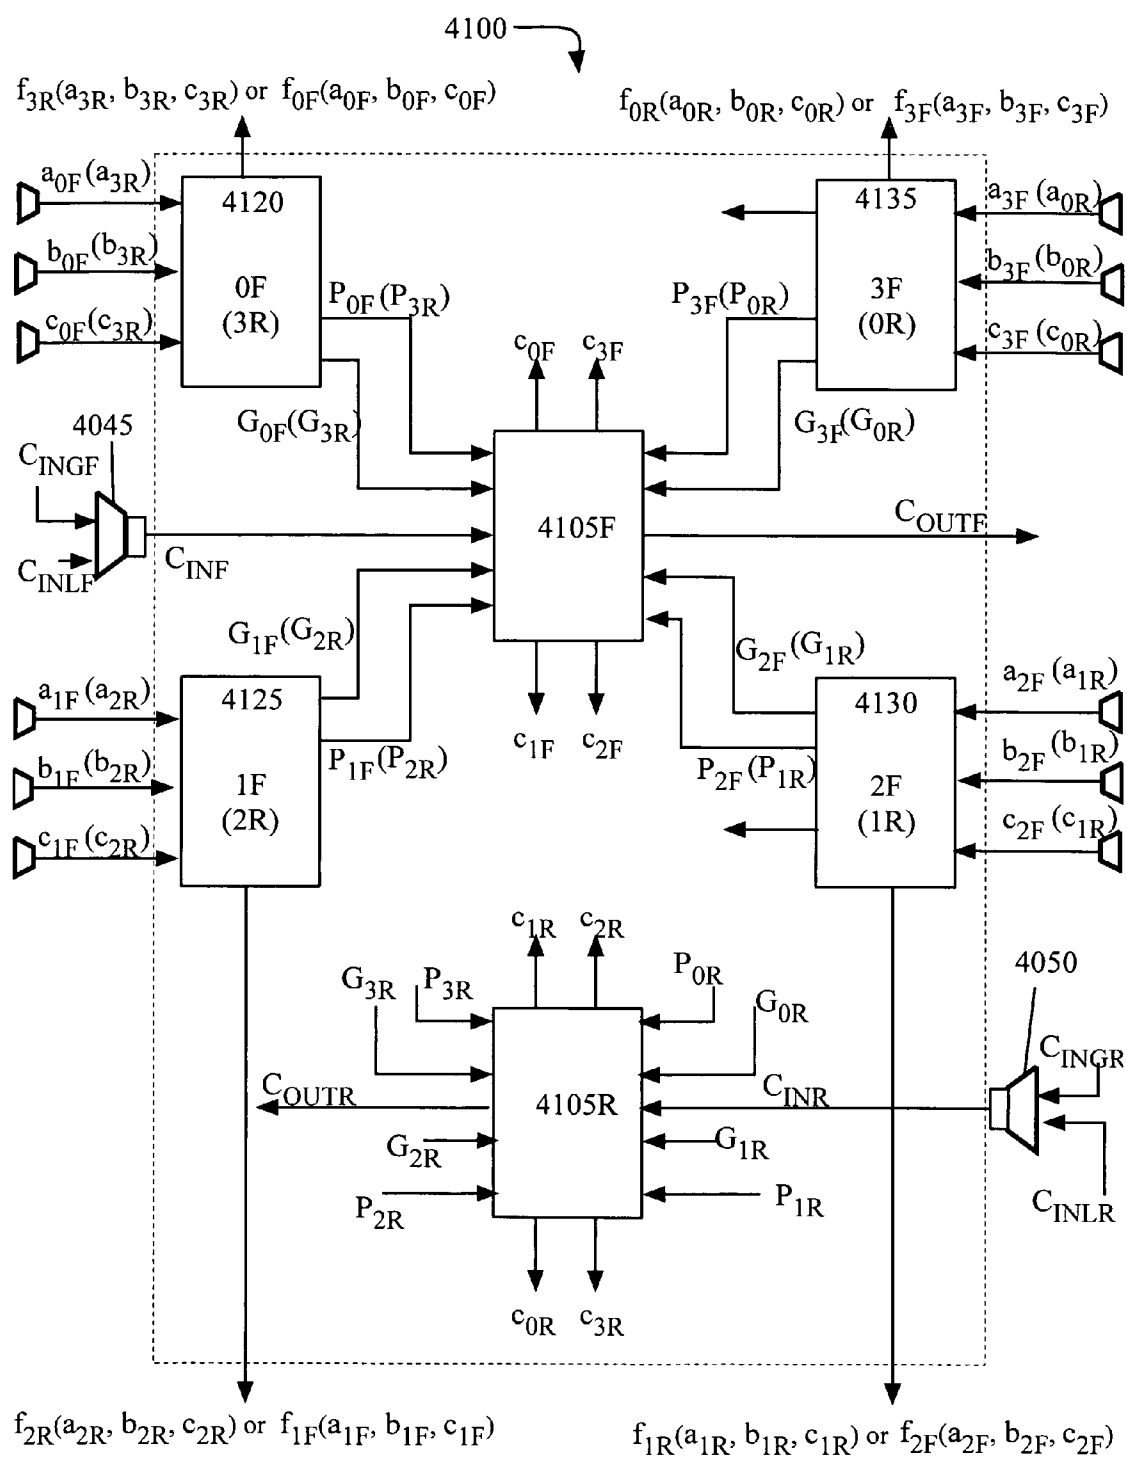 4100
f3R(a3R, b3R, c3R) or f0F(a0F, b0F, c0F)
f0R(a0R, b0R, c0R) or f3F(a3F, b3F, c3F)
a0F(a3R)
b0F(b3R)
c0F(c3R)
4120
0F
(3R)
P0F(P3R)
G0F(G3R)
4135
3F
(0R)
P3F(P0R)
G3F(G0R)
a3F(a0R)
b3F(b0R)
c3F(c0R)
c0F
c3F
4045
CINGF
CINLF
CINF
4105F
COUTF
G1F(G2R)
P1F(P2R)
a1F(a2R)
b1F(b2R)
c1F(c2R)
4125
1F
(2R)
c1F
c2F
G2F(G1R)
P2F(P1R)
4130
2F
(1R)
a2F(a1R)
b2F(b1R)
c2F(c1R)
c1R
c2R
G3R
P3R
P0R
G0R
4050
CINGR
CINLR
COUTR
4105R
CINR
G2R
P2R
G1R
P1R
c0R
c3R
f2R(a2R, b2R, c2R) or f1F(a1F, b1F, c1F)
f1R(a1R, b1R, c1R) or f2F(a2F, b2F, c2F)